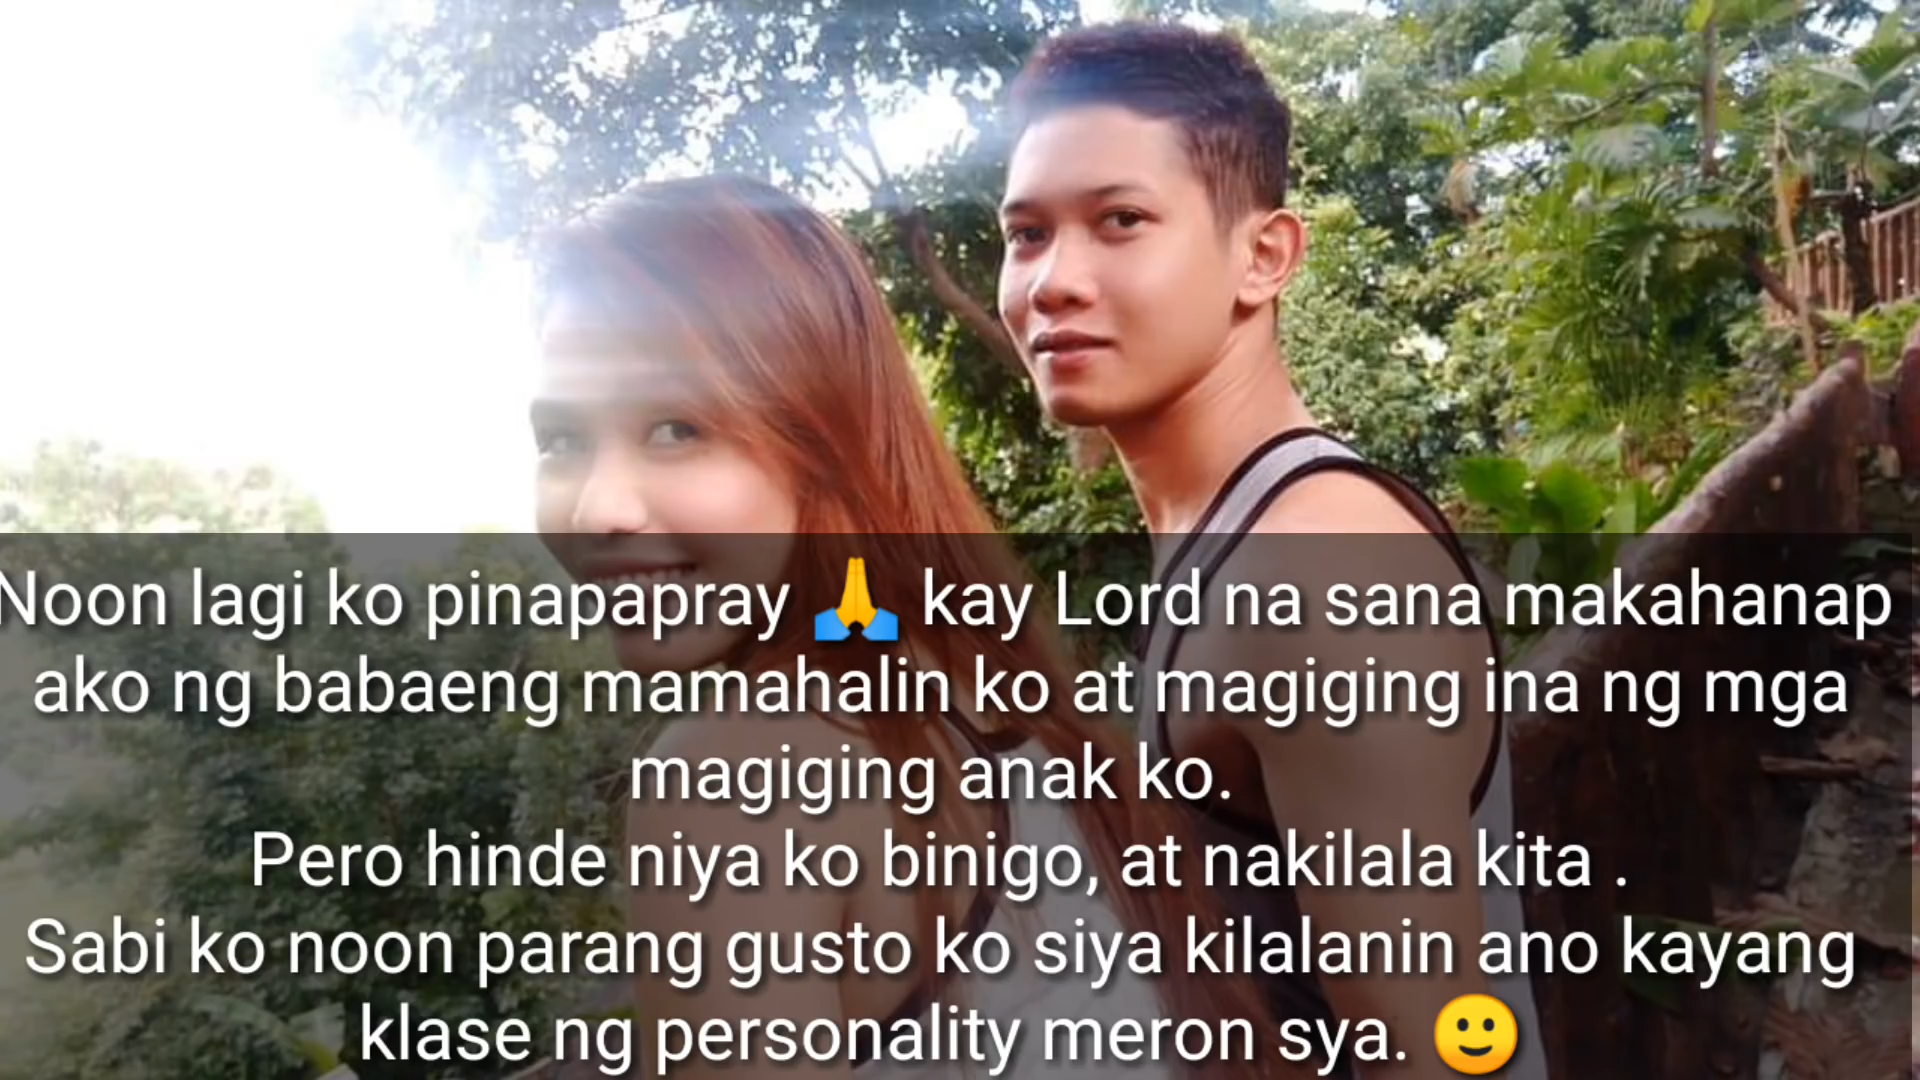 Noon lagi ko pinapapray 🙏 kay Lord na sana makahanap
ako ng babaeng mamahalin ko at magiging ina ng mga
magiging anak ko.
Pero hinde niya ko binigo, at nakilala kita .
Sabi ko noon parang gusto ko siya kilalanin ano kayang
klase ng personality meron sya. 🙂